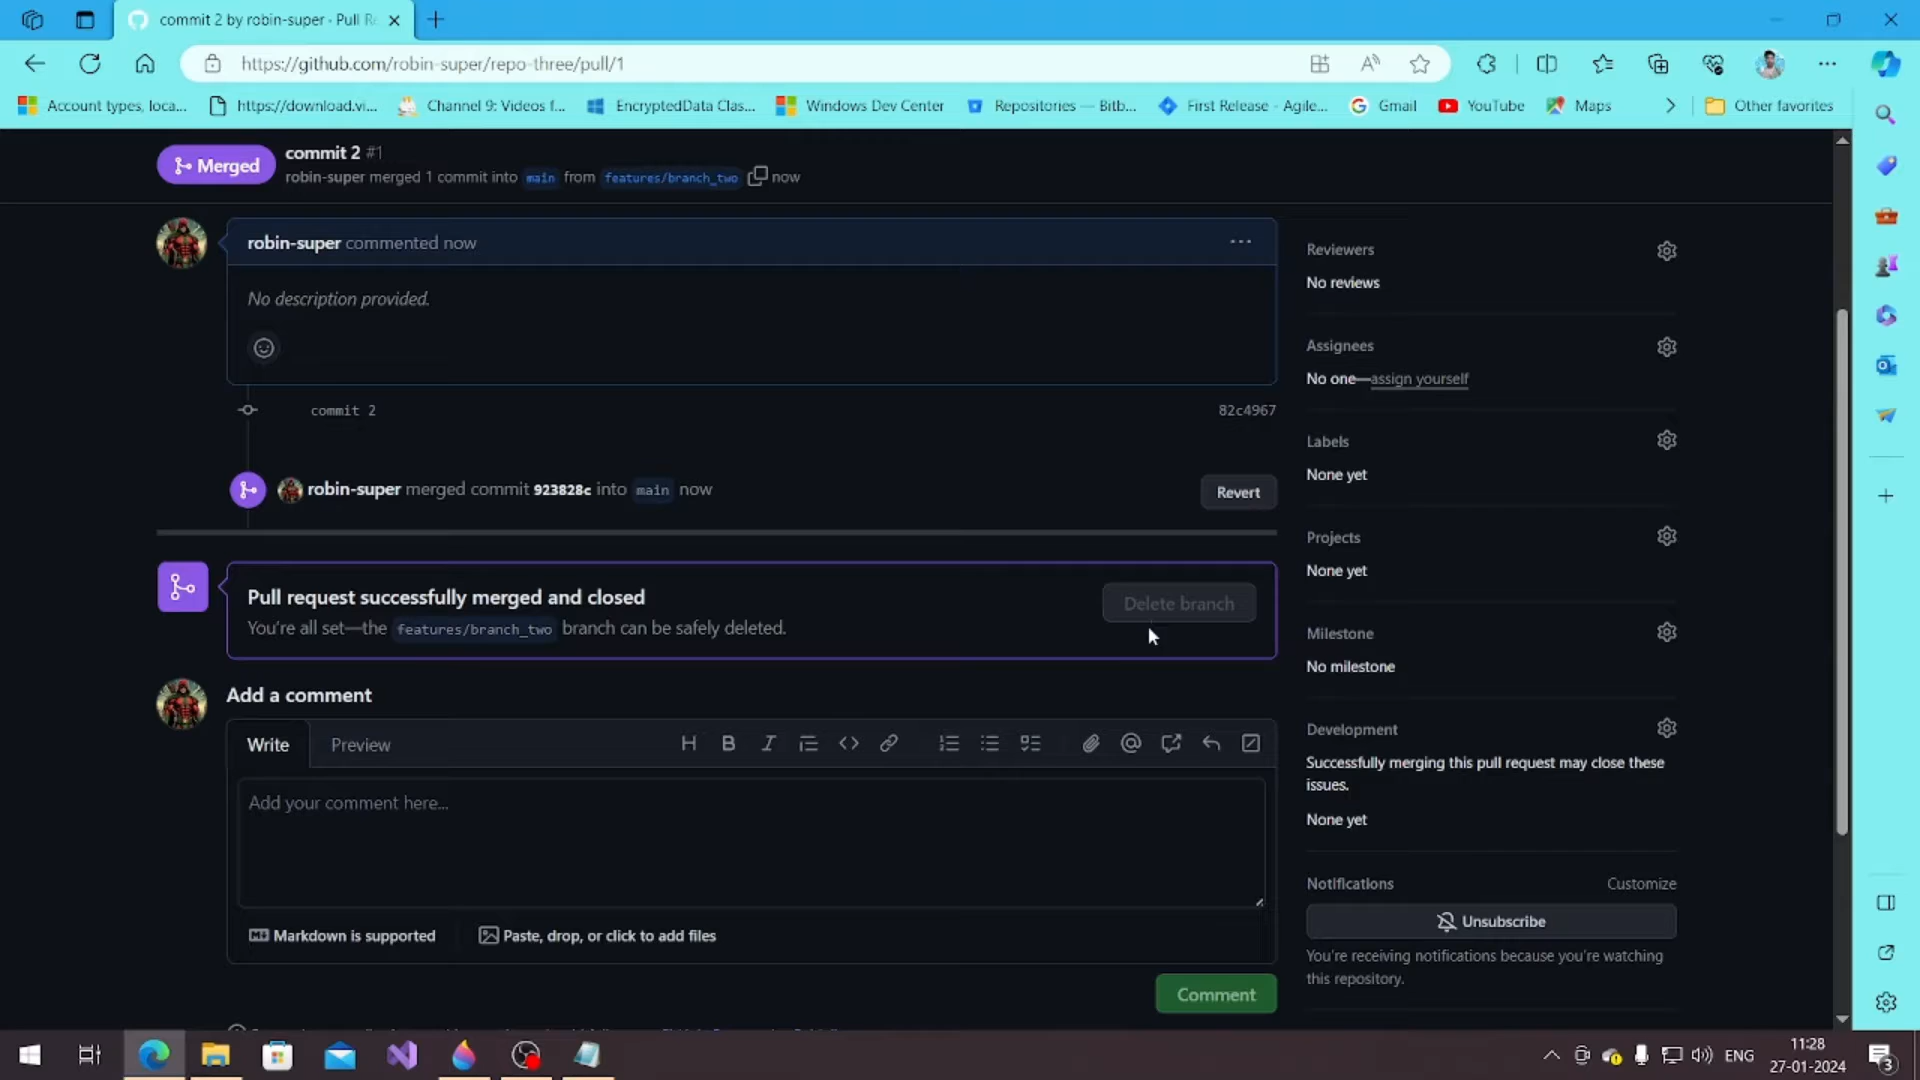 commit 2 by robin-super · Pull Re
https://github.com/robin-super/repo-three/pull/1
Account types, loca...
https://download.vi...
Channel 9: Videos f...
EncryptedData Clas...
Windows Dev Center
Repositories — Bitb...
First Release - Agile...
Gmail
YouTube
Maps
Other favorites
Merged
commit 2 #1
robin-super merged 1 commit into main from features/branch_two now
robin-super commented now
No description provided.
commit 2
82c4967
robin-super merged commit 923828c into main now
Revert
Pull request successfully merged and closed
You're all set—the features/branch_two branch can be safely deleted.
Delete branch
Add a comment
Write
Preview
Add your comment here...
Markdown is supported
Paste, drop, or click to add files
Comment
Reviewers
No reviews
Assignees
No one—assign yourself
Labels
None yet
Projects
None yet
Milestone
No milestone
Development
Successfully merging this pull request may close these
issues.
None yet
Notifications
Customize
Unsubscribe
You're receiving notifications because you're watching
this repository.
ENG
11:28
27-01-2024
3